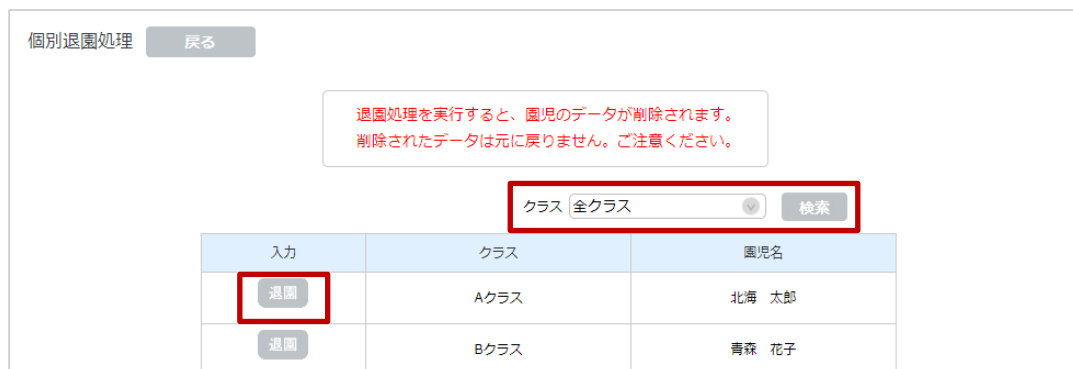 個別退園処理 戻る
退園処理を実行すると、園児のデータが削除されます。
削除されたデータは元に戻りません。ご注意ください。
クラス 全クラス 検索
入力 クラス 園児名
退園 Aクラス 北海 太郎
退園 Bクラス 青森 花子